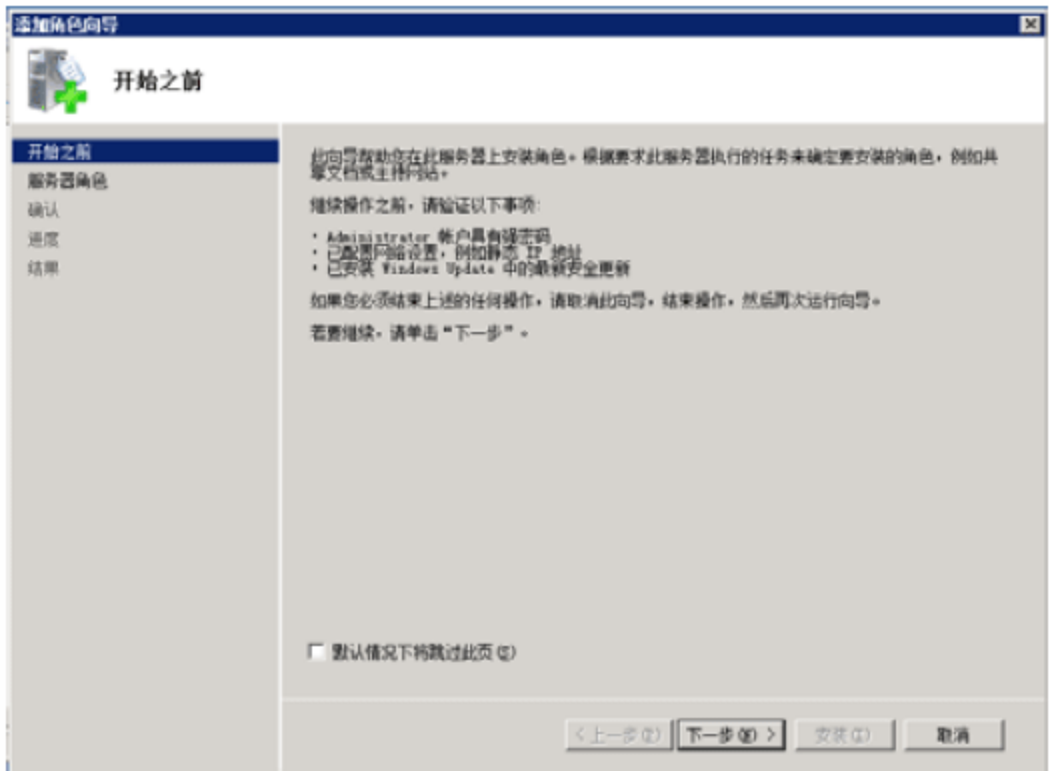 添加角色向导
开始之前
开始之前
服务器角色
确认
进度
结果
此向导帮助您在此服务器上安装角色。根据要求此服务器执行的任务来确定要安装的角色，例如共
享文档或主持网站。
继续操作之前，请验证以下事项:
· Administrator 帐户具有强密码
· 已配置网络设置，例如静态 IP 地址
· 已安装 Windows Update 中的最新安全更新
如果您必须结束上述的任何操作，请取消此向导，结束操作，然后再次运行向导。
若要继续，请单击“下一步”。
默认情况下将跳过此页(S)
< 上一步(P)
下一步(N) >
安装(I)
取消